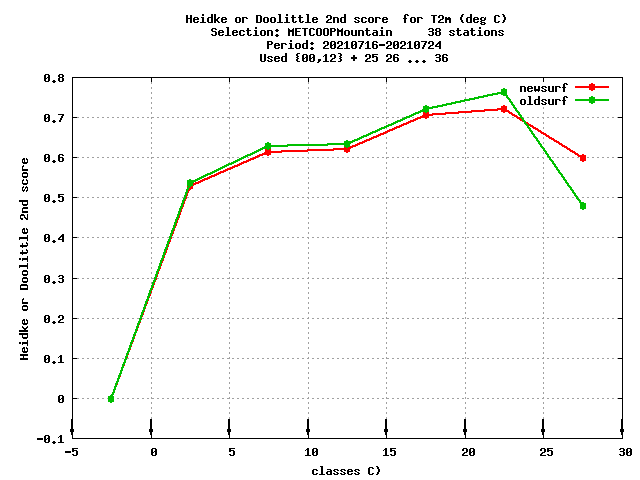 Heidke or Doolittle 2nd score  for T2m (deg C)
Selection: METCOOPMountain     38 stations
Period: 20210716-20210724
Used {00,12} + 25 26 ... 36
newsurf
oldsurf
0.8
0.7
0.6
0.5
0.4
0.3
0.2
0.1
0
-0.1
Heidke or Doolittle 2nd score
-5 0 5 10 15 20 25 30
classes C)